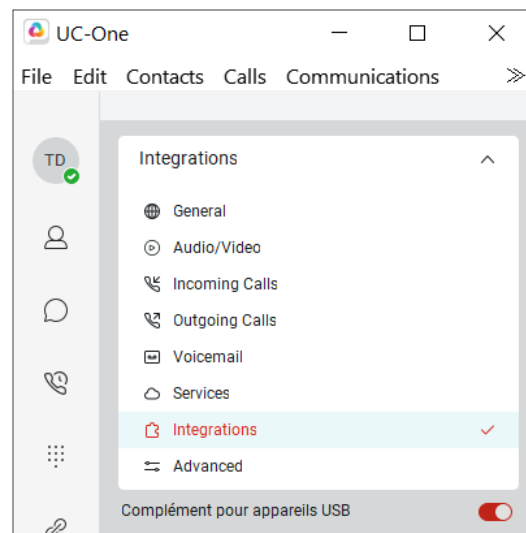 UC-One
File Edit Contacts Calls Communications
TD
Integrations
General
Audio/Video
Incoming Calls
Outgoing Calls
Voicemail
Services
Integrations
Advanced
Complément pour appareils USB